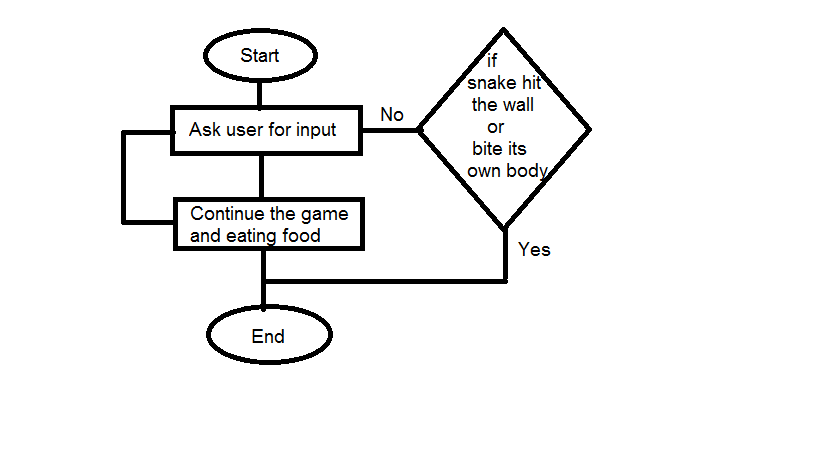 Start
Ask user for input
No
if
snake hit
the wall
or
bite its
own body
Continue the game
and eating food
Yes
End